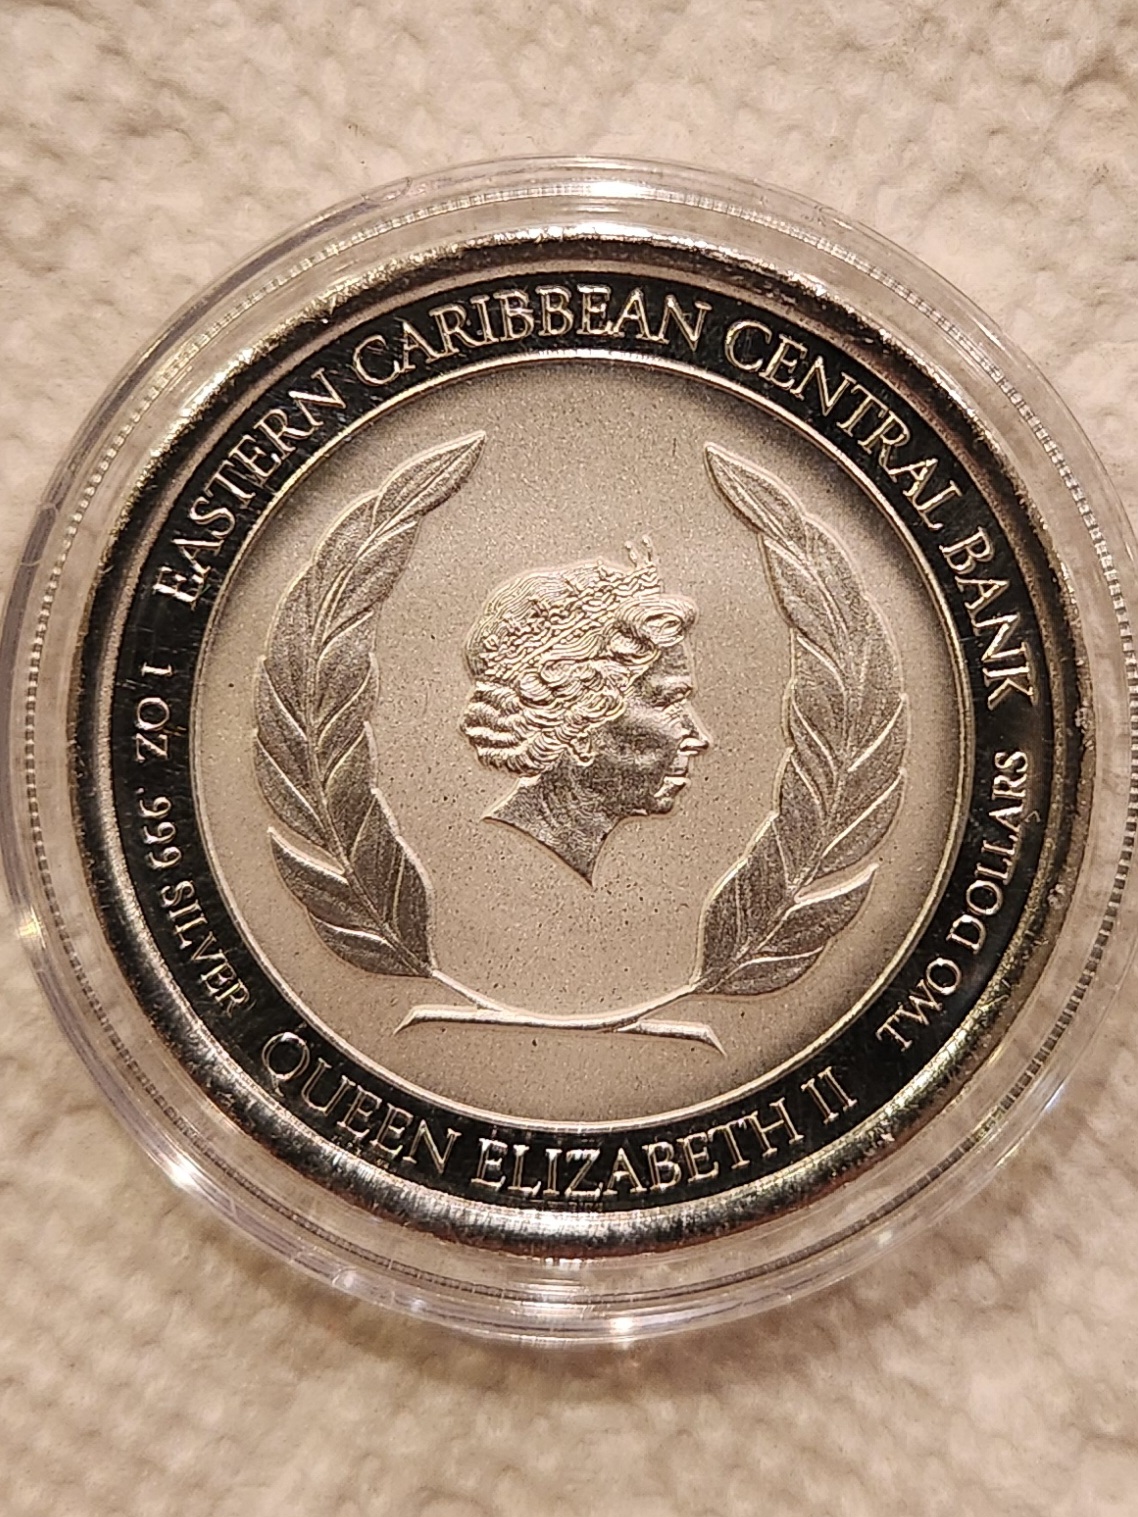 EASTERN CARIBBEAN CENTRAL BANK
TWO DOLLARS
QUEEN ELIZABETH II
1 OZ .999 SILVER